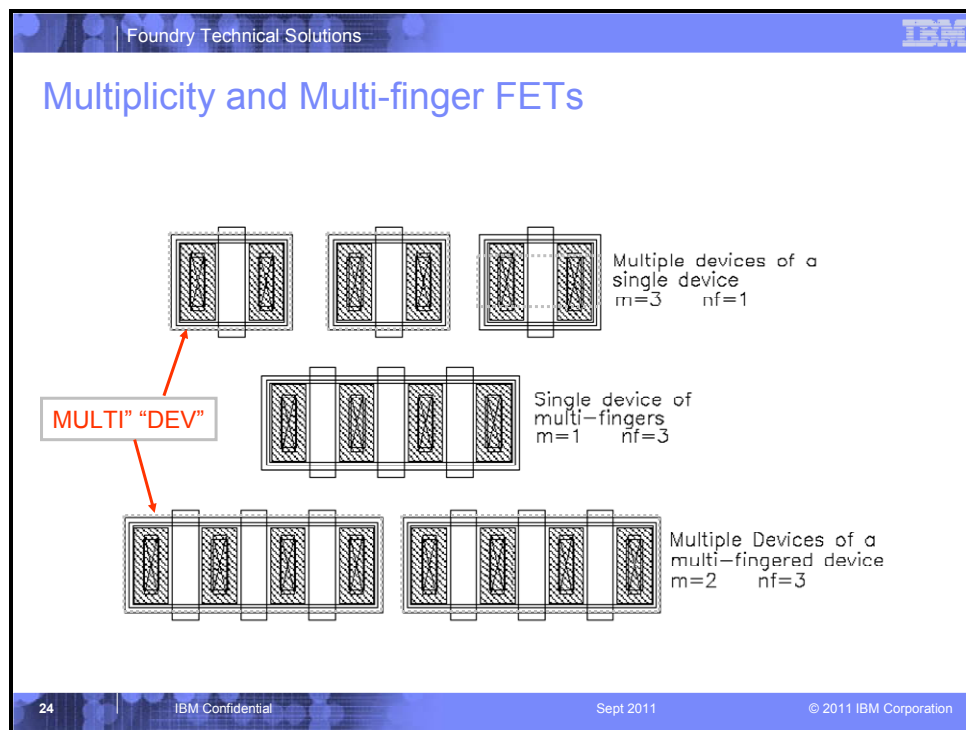 Foundry Technical Solutions
IBM
Multiplicity and Multi-finger FETs
Multiple devices of a
single device
m=3 nf=1
MULTI” “DEV”
Single device of
multi-fingers
m=1 nf=3
Multiple Devices of a
multi-fingered device
m=2 nf=3
24
IBM Confidential
Sept 2011
© 2011 IBM Corporation